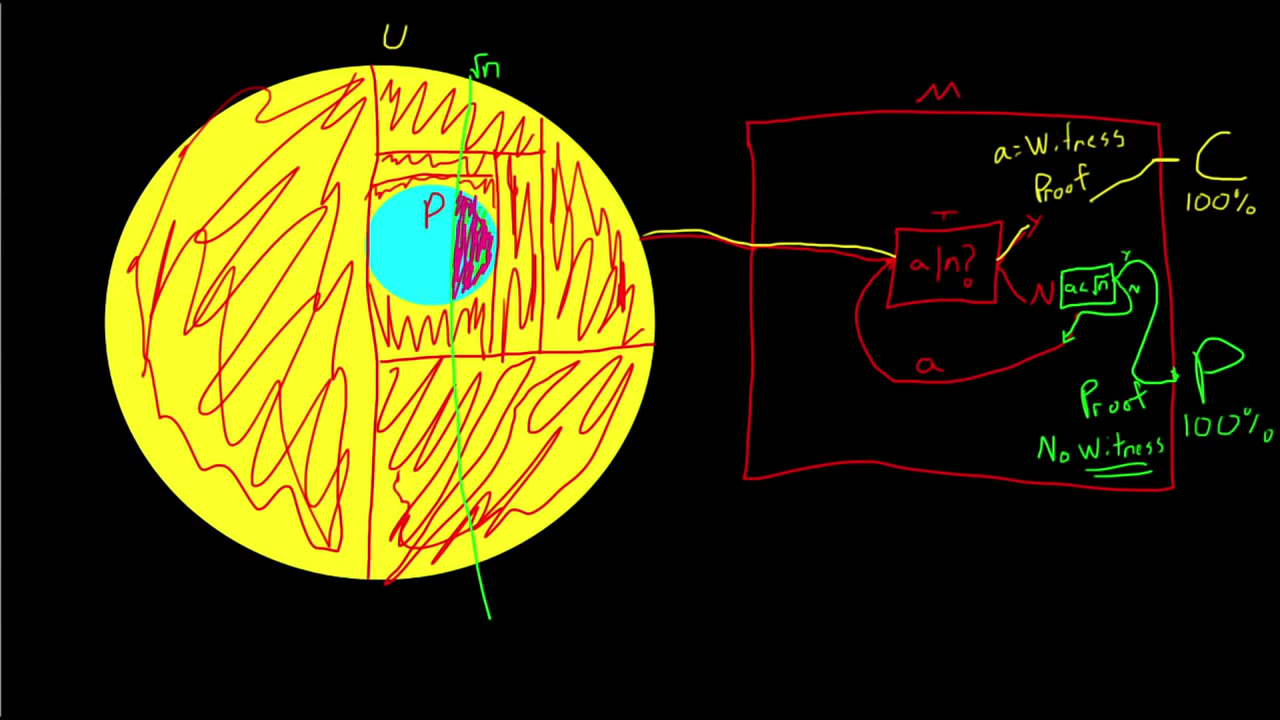 U
√n
P
M
a=Witness
Proof
C
100%
T
Y
a|n?
N
a<√n
Y
N
a
P
100%
Proof
No Witness